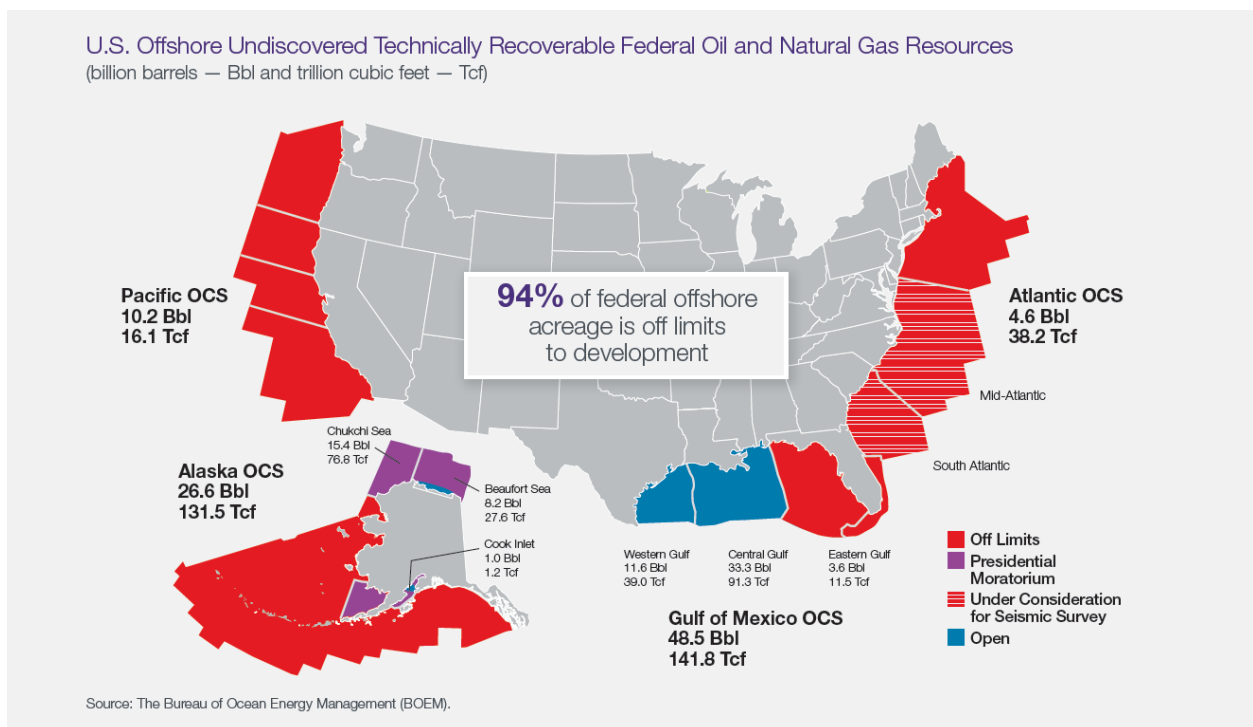 U.S. Offshore Undiscovered Technically Recoverable Federal Oil and Natural Gas Resources
(billion barrels — Bbl and trillion cubic feet — Tcf)
94% of federal offshore
acreage is off limits
to development
Pacific OCS
10.2 Bbl
16.1 Tcf
Atlantic OCS
4.6 Bbl
38.2 Tcf
Mid-Atlantic
South Atlantic
Chukchi Sea
15.4 Bbl
76.8 Tcf
Alaska OCS
26.6 Bbl
131.5 Tcf
Beaufort Sea
8.2 Bbl
27.6 Tcf
Cook Inlet
1.0 Bbl
1.2 Tcf
Western Gulf
11.6 Bbl
39.0 Tcf
Central Gulf
33.3 Bbl
91.3 Tcf
Eastern Gulf
3.6 Bbl
11.5 Tcf
Gulf of Mexico OCS
48.5 Bbl
141.8 Tcf
Off Limits
Presidential
Moratorium
Under Consideration
for Seismic Survey
Open
Source: The Bureau of Ocean Energy Management (BOEM).